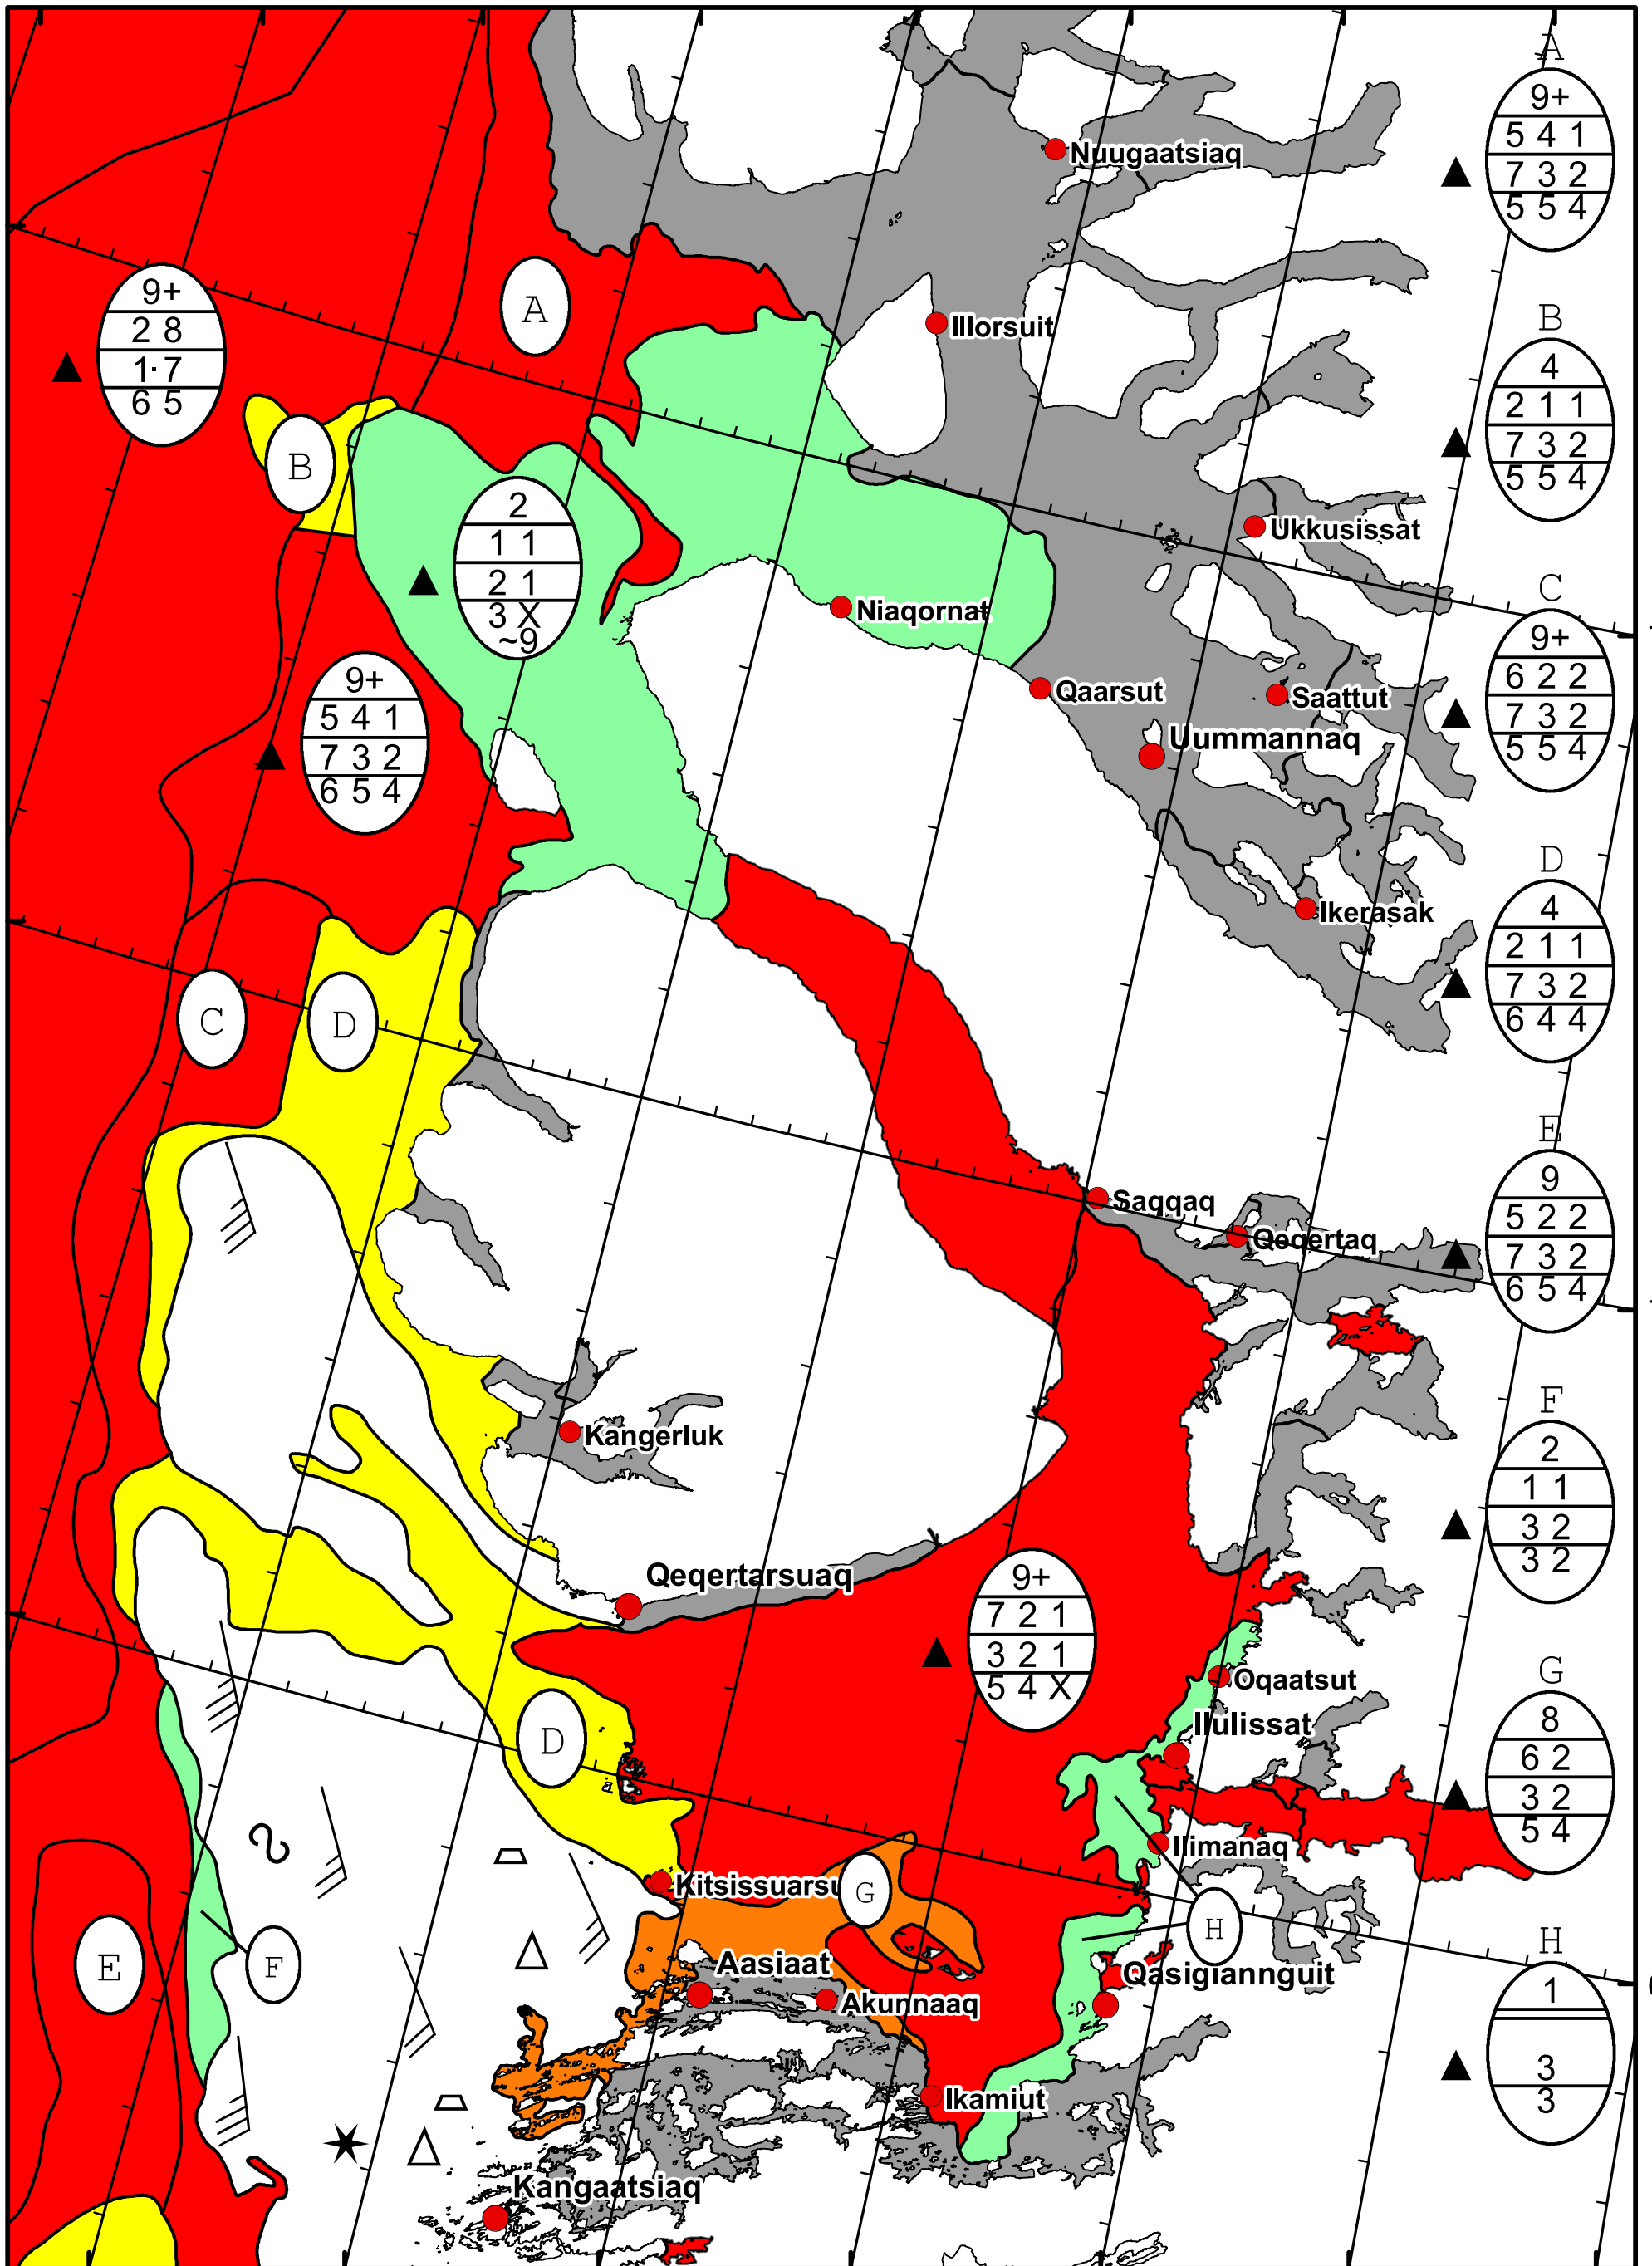 A
9+
5 4 1
7 3 2
5 5 4
Nuugaatsiaq
9+
2 8
1· 7
6 5
A
Illorsuit
B
4
2 1 1
7 3 2
5 5 4
B
2
1 1
2 1
3 X
~9
Ukkusissat
Niaqornat
C
9+
6 2 2
7 3 2
5 5 4
9+
5 4 1
7 3 2
6 5 4
Qaarsut
Saattut
Uummannaq
D
4
2 1 1
7 3 2
6 4 4
Ikerasak
C
D
E
9
5 2 2
7 3 2
6 5 4
Saqqaq
Qeqertaq
F
2
1 1
3 2
3 2
Kangerluk
Qeqertarsuaq
9+
7 2 1
3 2 1
5 4 X
G
8
6 2
3 2
5 4
Oqaatsut
Ilulissat
D
Ilimanaq
Kitsissuarsu
G
H
H
1
3
3
E
F
Aasiaat
Akunnaaq
Qasigiannguit
Ikamiut
Kangaatsiaq